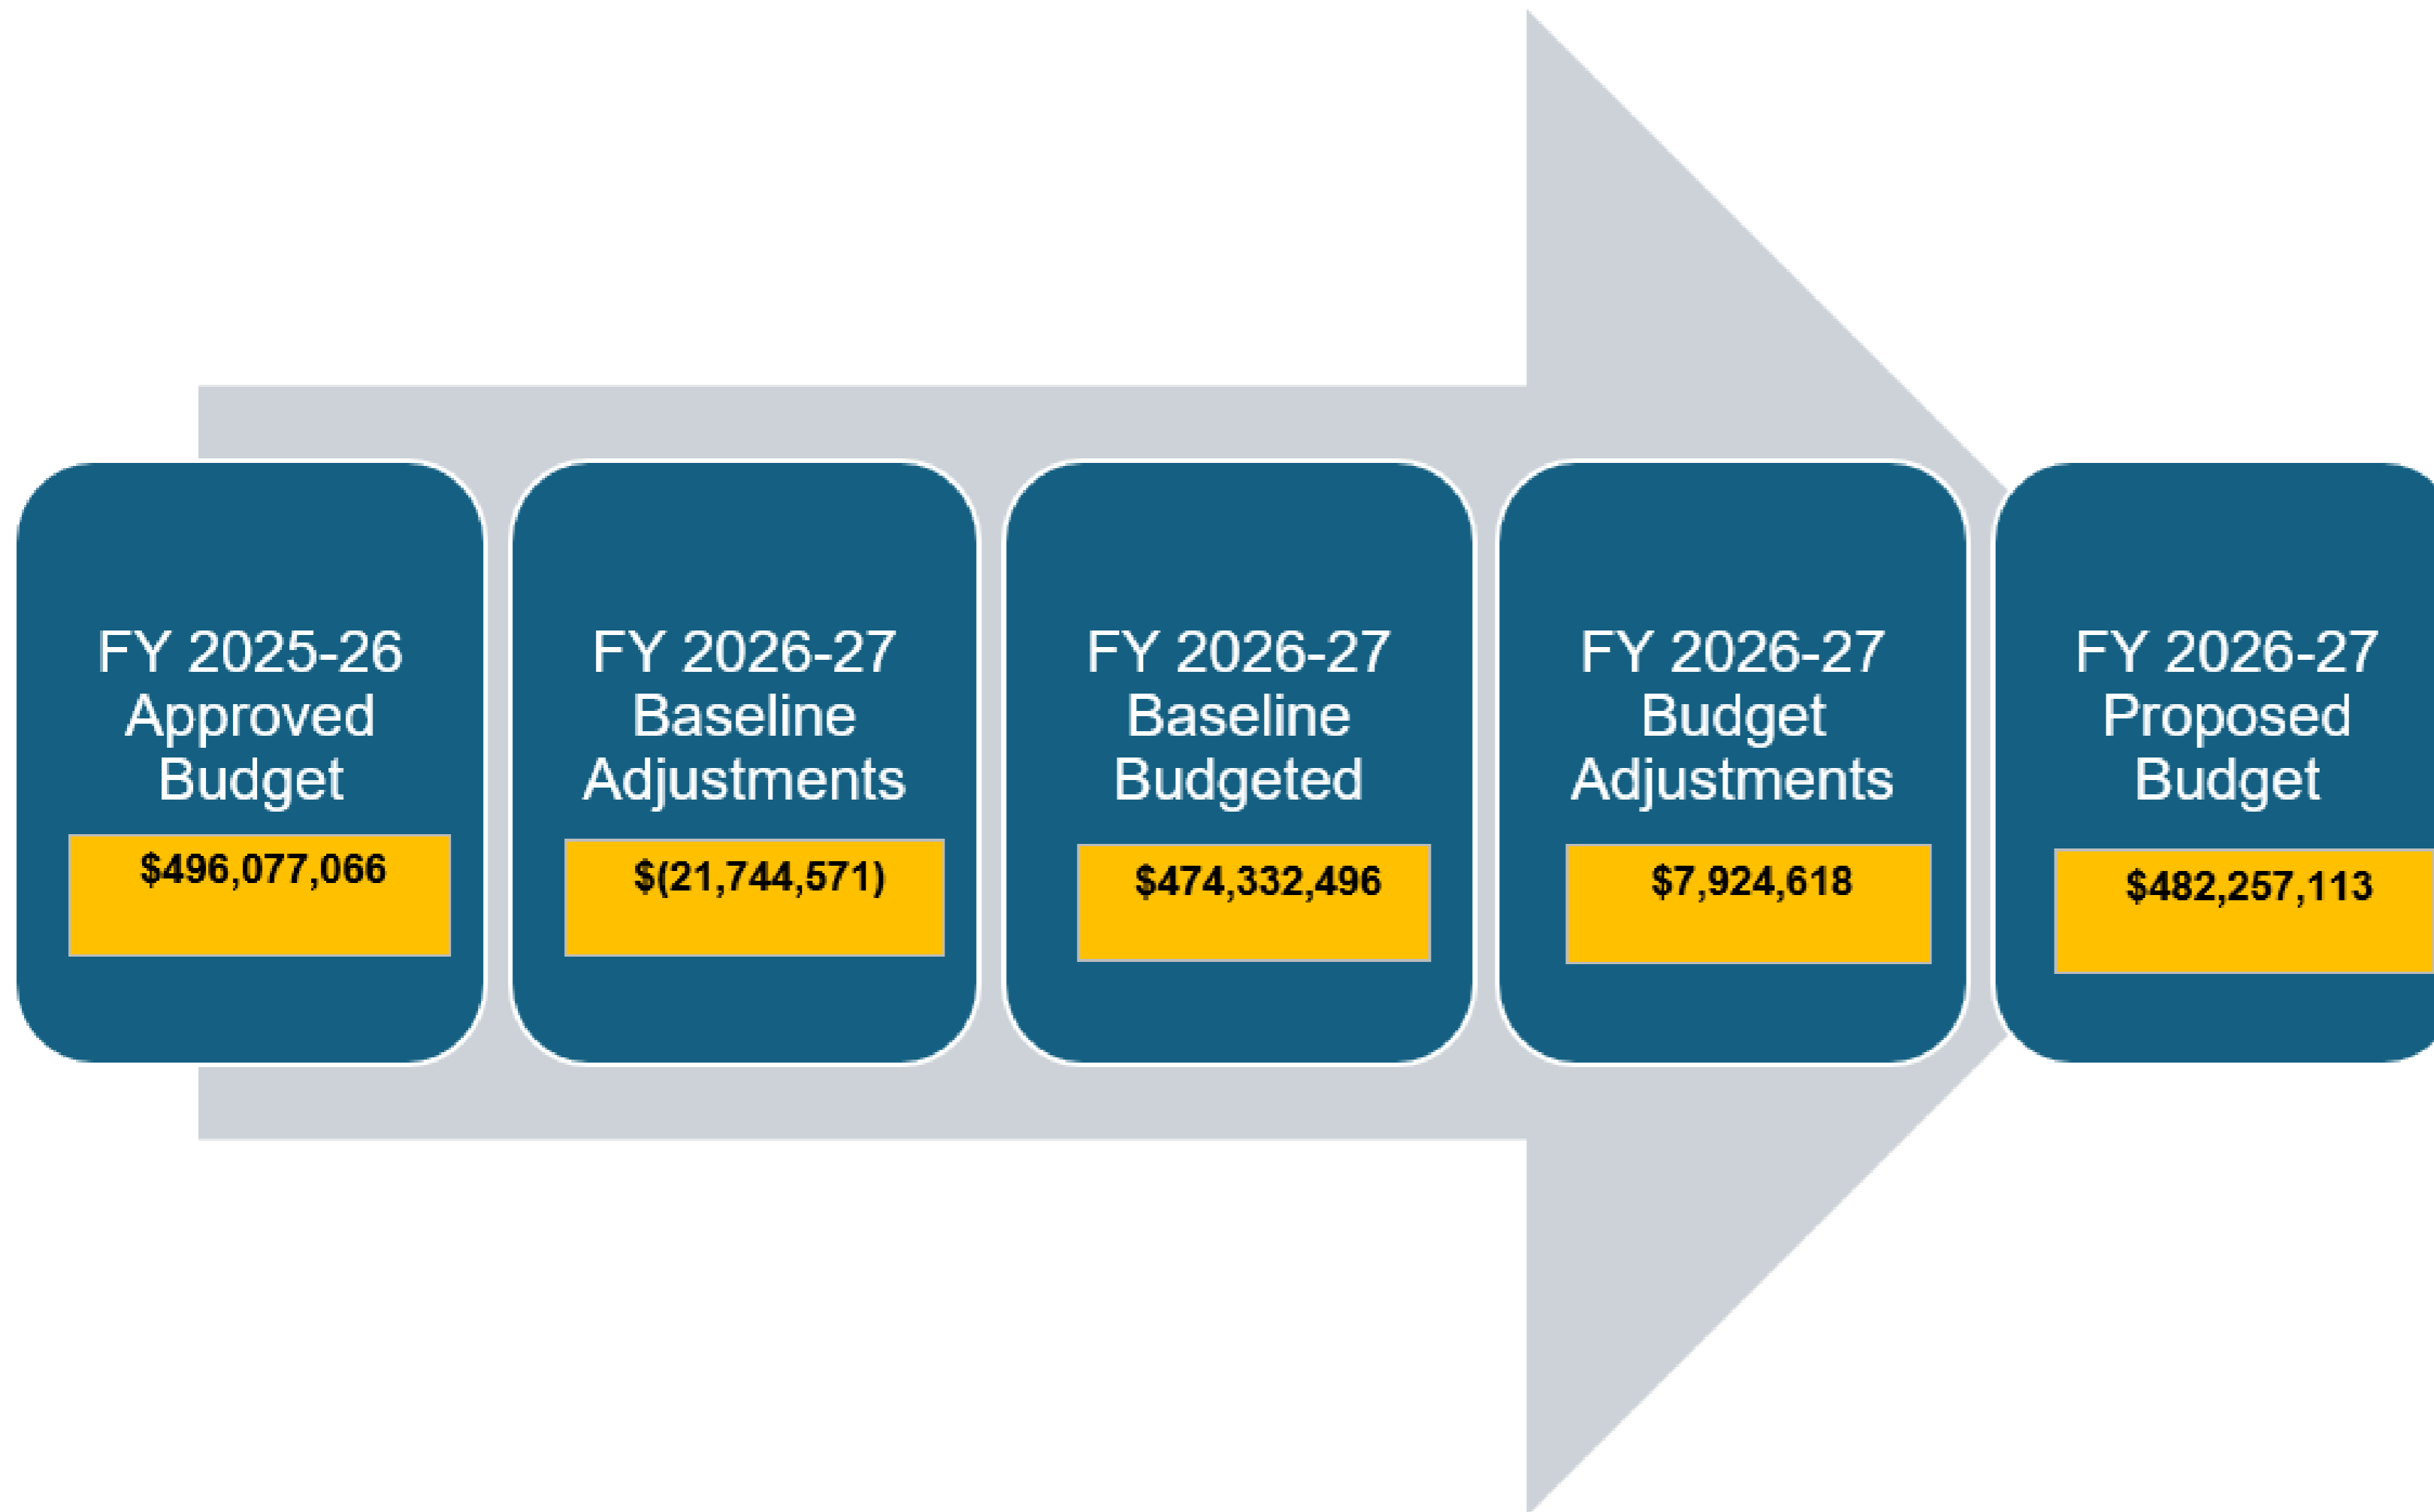 FY 2025-26
Approved
Budget
$496,077,066
FY 2026-27
Baseline
Adjustments
$(21,744,571)
FY 2026-27
Baseline
Budgeted
$474,332,496
FY 2026-27
Budget
Adjustments
$7,924,618
FY 2026-27
Proposed
Budget
$482,257,113